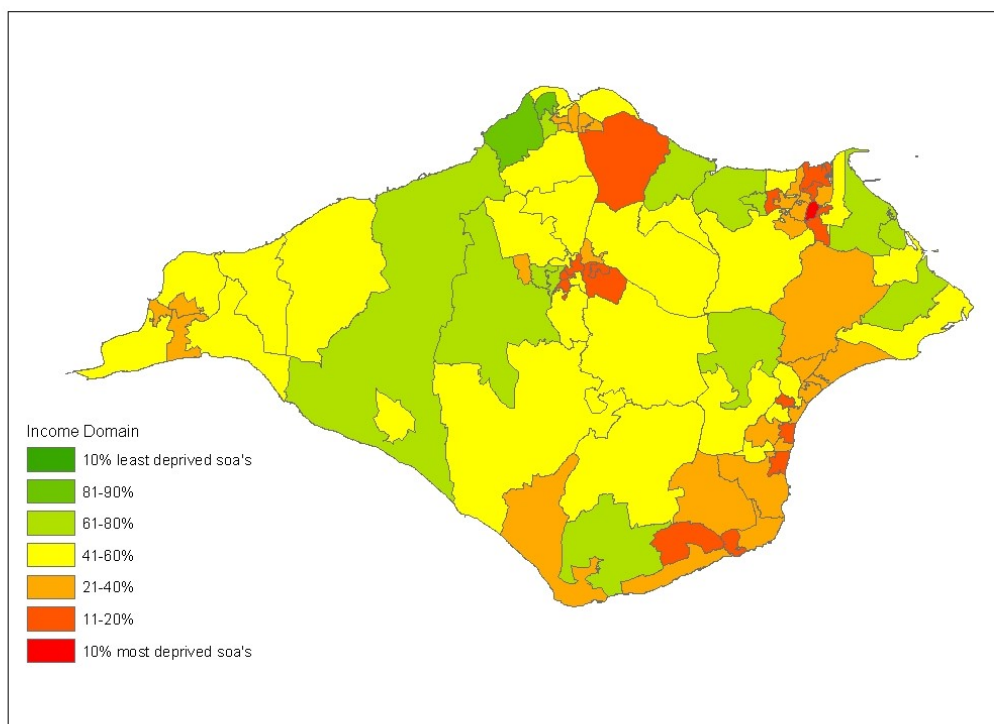 Income Domain
10% least deprived soa's
81-90%
61-80%
41-60%
21-40%
11-20%
10% most deprived soa's